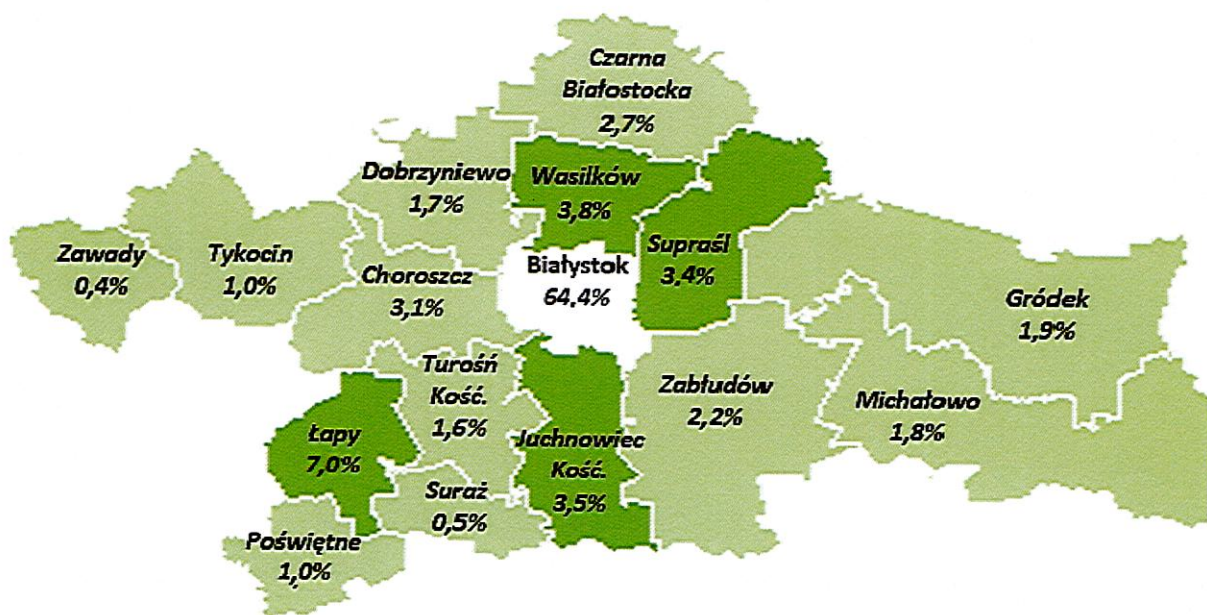 Czarna
Białostocka
2,7%
Dobrzyniewo
1,7%
Wasilków
3,8%
Supraśl
3,4%
Zawady
0,4%
Tykocin
1,0%
Choroszcz
3,1%
Białystok
64,4%
Gródek
1,9%
Turośń
Kość.
1,6%
Zabłudów
2,2%
Michałowo
1,8%
Łapy
7,0%
Juchnowiec
Kość.
3,5%
Suraż
0,5%
Poświętne
1,0%